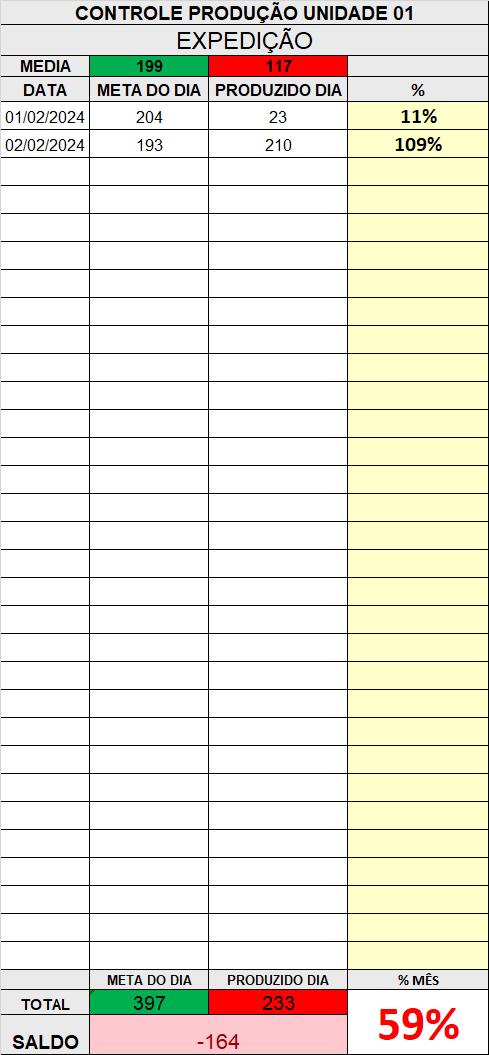 CONTROLE PRODUÇÃO UNIDADE 01
EXPEDIÇÃO
MEDIA 199 117
DATA META DO DIA PRODUZIDO DIA %
01/02/2024 204 23 11%
02/02/2024 193 210 109%
META DO DIA PRODUZIDO DIA % MÊS
TOTAL 397 233 59%
SALDO -164